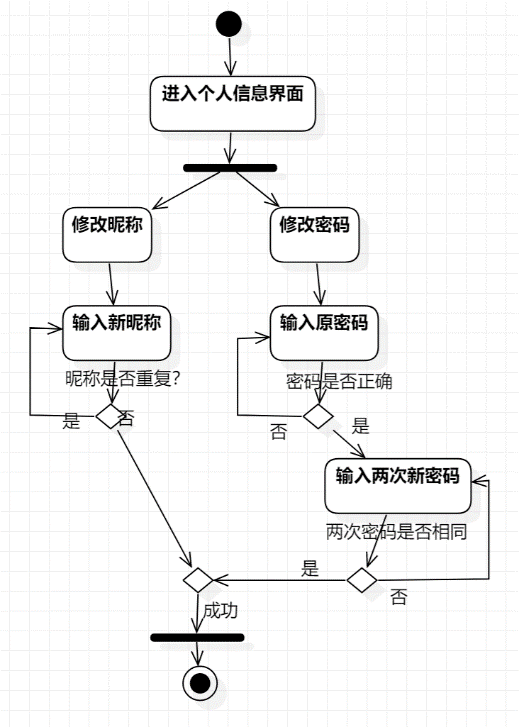 进入个人信息界面
修改昵称
修改密码
输入新昵称
输入原密码
昵称是否重复?
密码是否正确
是
否
否
是
输入两次新密码
两次密码是否相同
是
否
成功